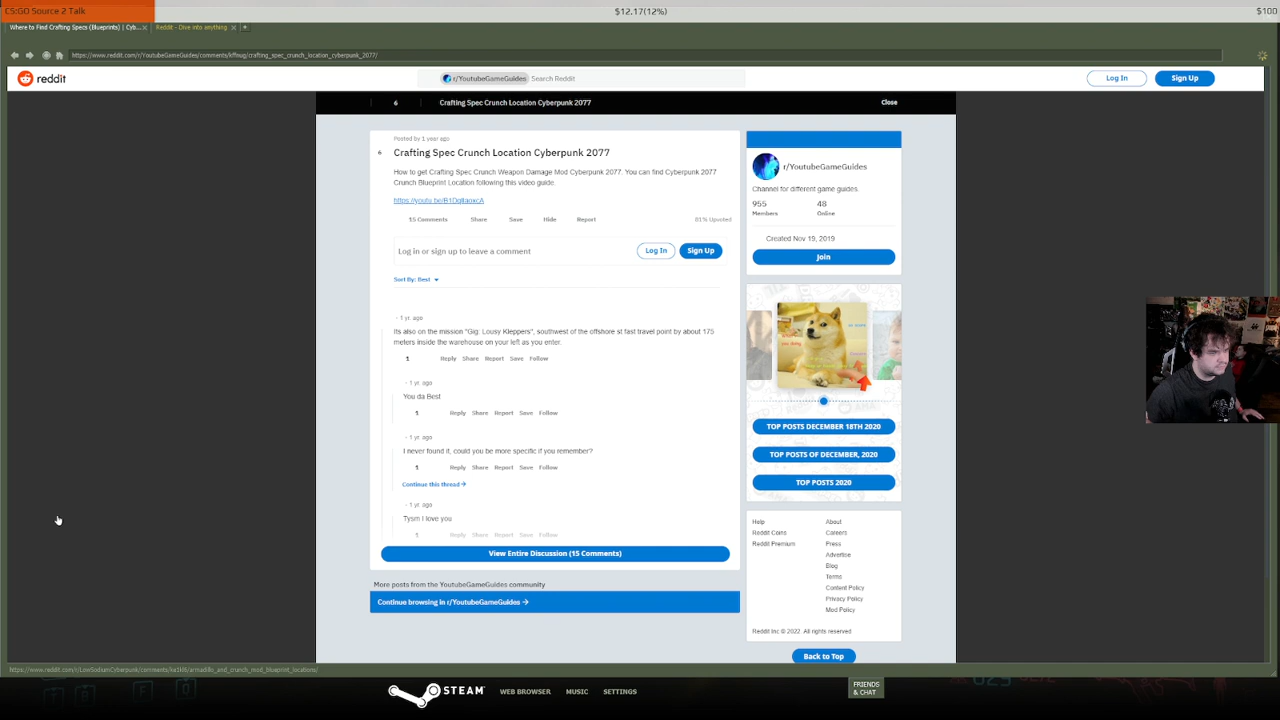 CS:GO Source 2 Talk
$12.17(12%)
$100
Where to Find Crafting Specs (Blueprints) | Cyb...
Reddit - Dive into anything
https://www.reddit.com/r/YoutubeGameGuides/comments/kffnug/crafting_spec_crunch_location_cyberpunk_2077/
reddit
r/YoutubeGameGuides
Search Reddit
Log In
Sign Up
6
Crafting Spec Crunch Location Cyberpunk 2077
Close
Posted by 1 year ago
6
Crafting Spec Crunch Location Cyberpunk 2077
How to get Crafting Spec Crunch Weapon Damage Mod Cyberpunk 2077. You can find Cyberpunk 2077
Crunch Blueprint Location following this video guide.
15 Comments
Share
Save
Hide
Report
81% Upvoted
Log in or sign up to leave a comment
Log In
Sign Up
Sort By: Best
· 1 yr. ago
Its also on the mission "Gig: Lousy Kleppers", southwest of the offshore st fast travel point by about 175
meters inside the warehouse on your left as you enter.
1
Reply Share Report Save Follow
· 1 yr. ago
You da Best
1
Reply Share Report Save Follow
· 1 yr. ago
I never found it, could you be more specific if you remember?
1
Reply Share Report Save Follow
Continue this thread
· 1 yr. ago
Tysm I love you
1
Reply Share Report Save Follow
View Entire Discussion (15 Comments)
More posts from the YoutubeGameGuides community
Continue browsing in r/YoutubeGameGuides
r/YoutubeGameGuides
Channel for different game guides.
955
48
Members
Online
Created Nov 19, 2019
Join
TOP POSTS DECEMBER 18TH 2020
TOP POSTS OF DECEMBER, 2020
TOP POSTS 2020
Help
About
Reddit Coins
Careers
Reddit Premium
Press
Advertise
Blog
Terms
Content Policy
Privacy Policy
Mod Policy
Reddit Inc © 2022. All rights reserved
Back to Top
STEAM
WEB BROWSER
MUSIC
SETTINGS
FRIENDS
& CHAT